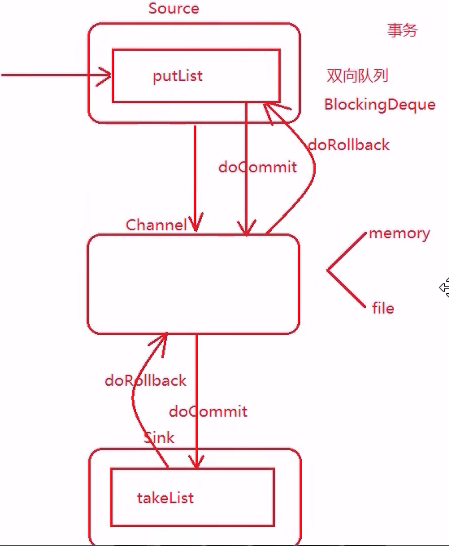 Source
事务
putList
双向队列
BlockingDeque
doRollback
doCommit
Channel
memory
file
doRollback
doCommit
Sink
takeList